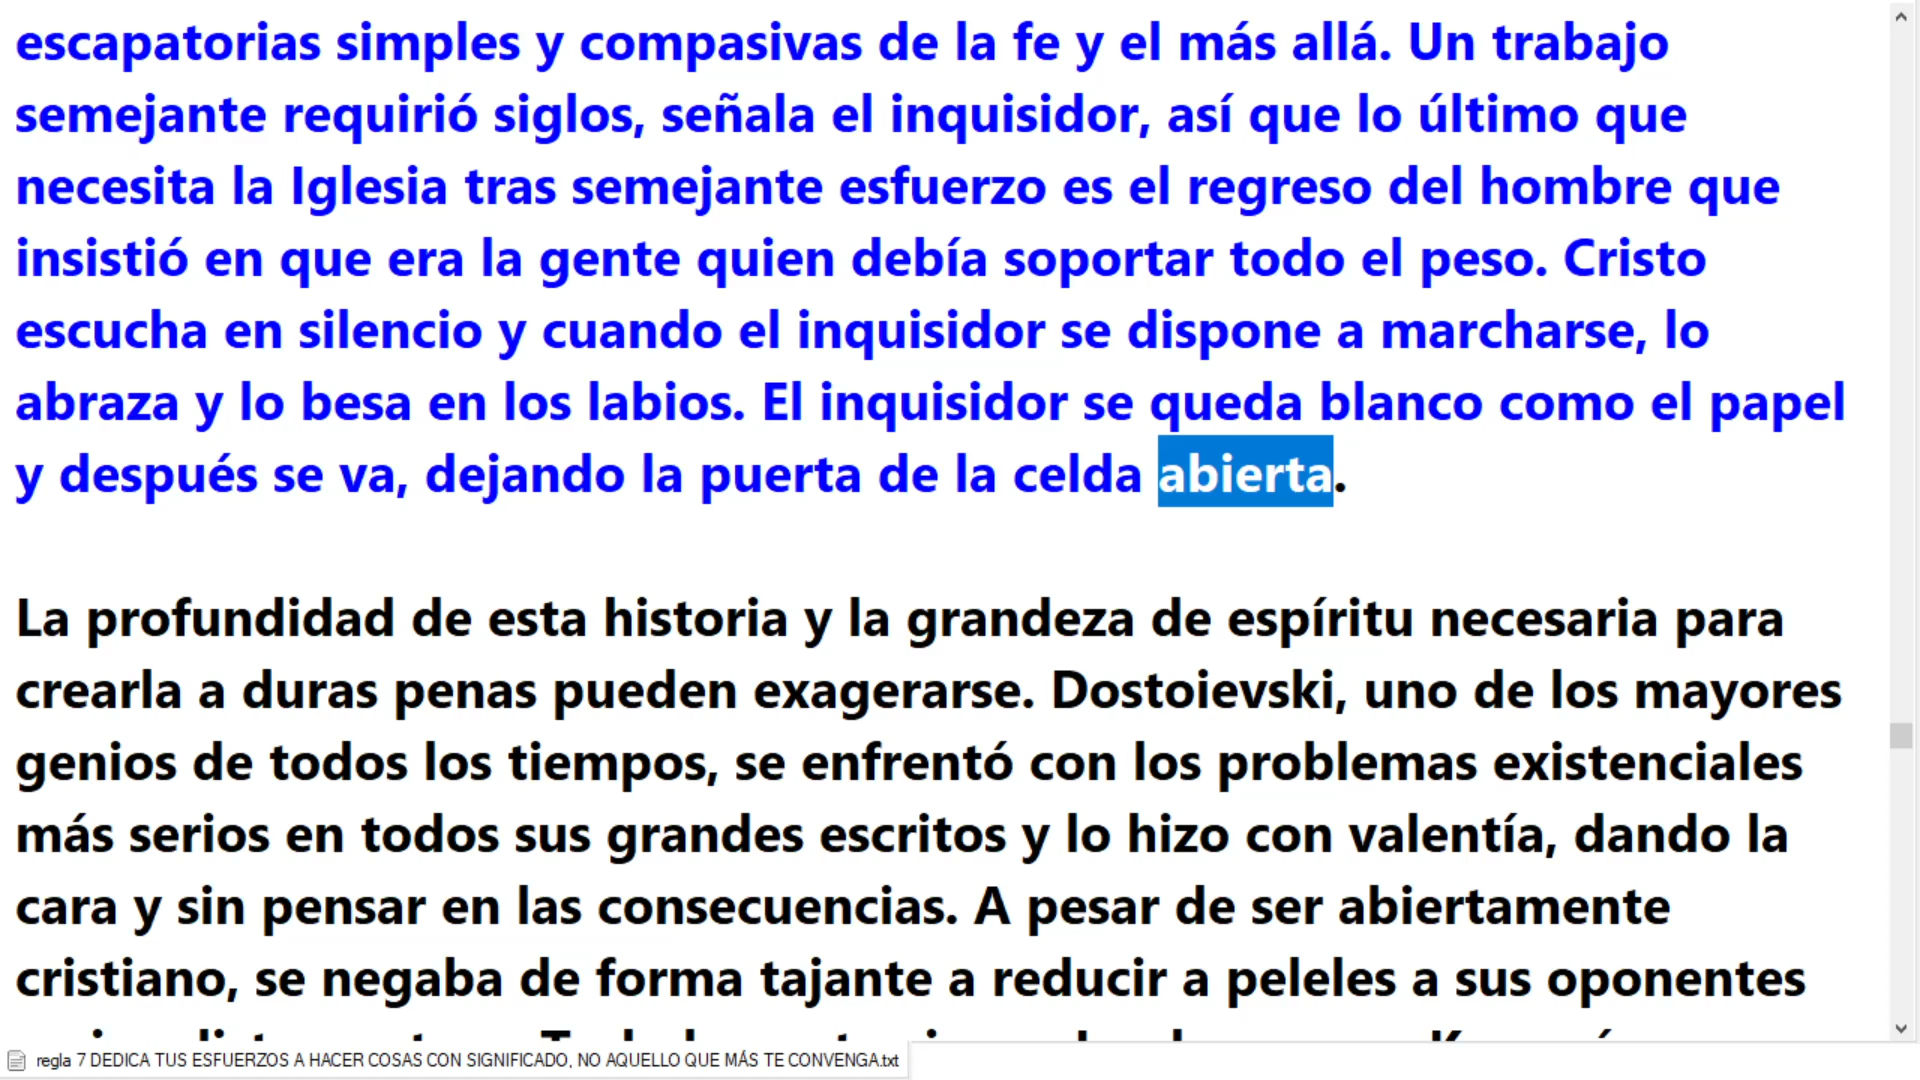 escapatorias simples y compasivas de la fe y el más allá. Un trabajo
semejante requirió siglos, señala el inquisidor, así que lo último que
necesita la Iglesia tras semejante esfuerzo es el regreso del hombre que
insistió en que era la gente quien debía soportar todo el peso. Cristo
escucha en silencio y cuando el inquisidor se dispone a marcharse, lo
abraza y lo besa en los labios. El inquisidor se queda blanco como el papel
y después se va, dejando la puerta de la celda abierta.
La profundidad de esta historia y la grandeza de espíritu necesaria para
crearla a duras penas pueden exagerarse. Dostoievski, uno de los mayores
genios de todos los tiempos, se enfrentó con los problemas existenciales
más serios en todos sus grandes escritos y lo hizo con valentía, dando la
cara y sin pensar en las consecuencias. A pesar de ser abiertamente
cristiano, se negaba de forma tajante a reducir a peleles a sus oponentes
regla 7 DEDICA TUS ESFUERZOS A HACER COSAS CON SIGNIFICADO, NO AQUELLO QUE MÁS TE CONVENGA.txt